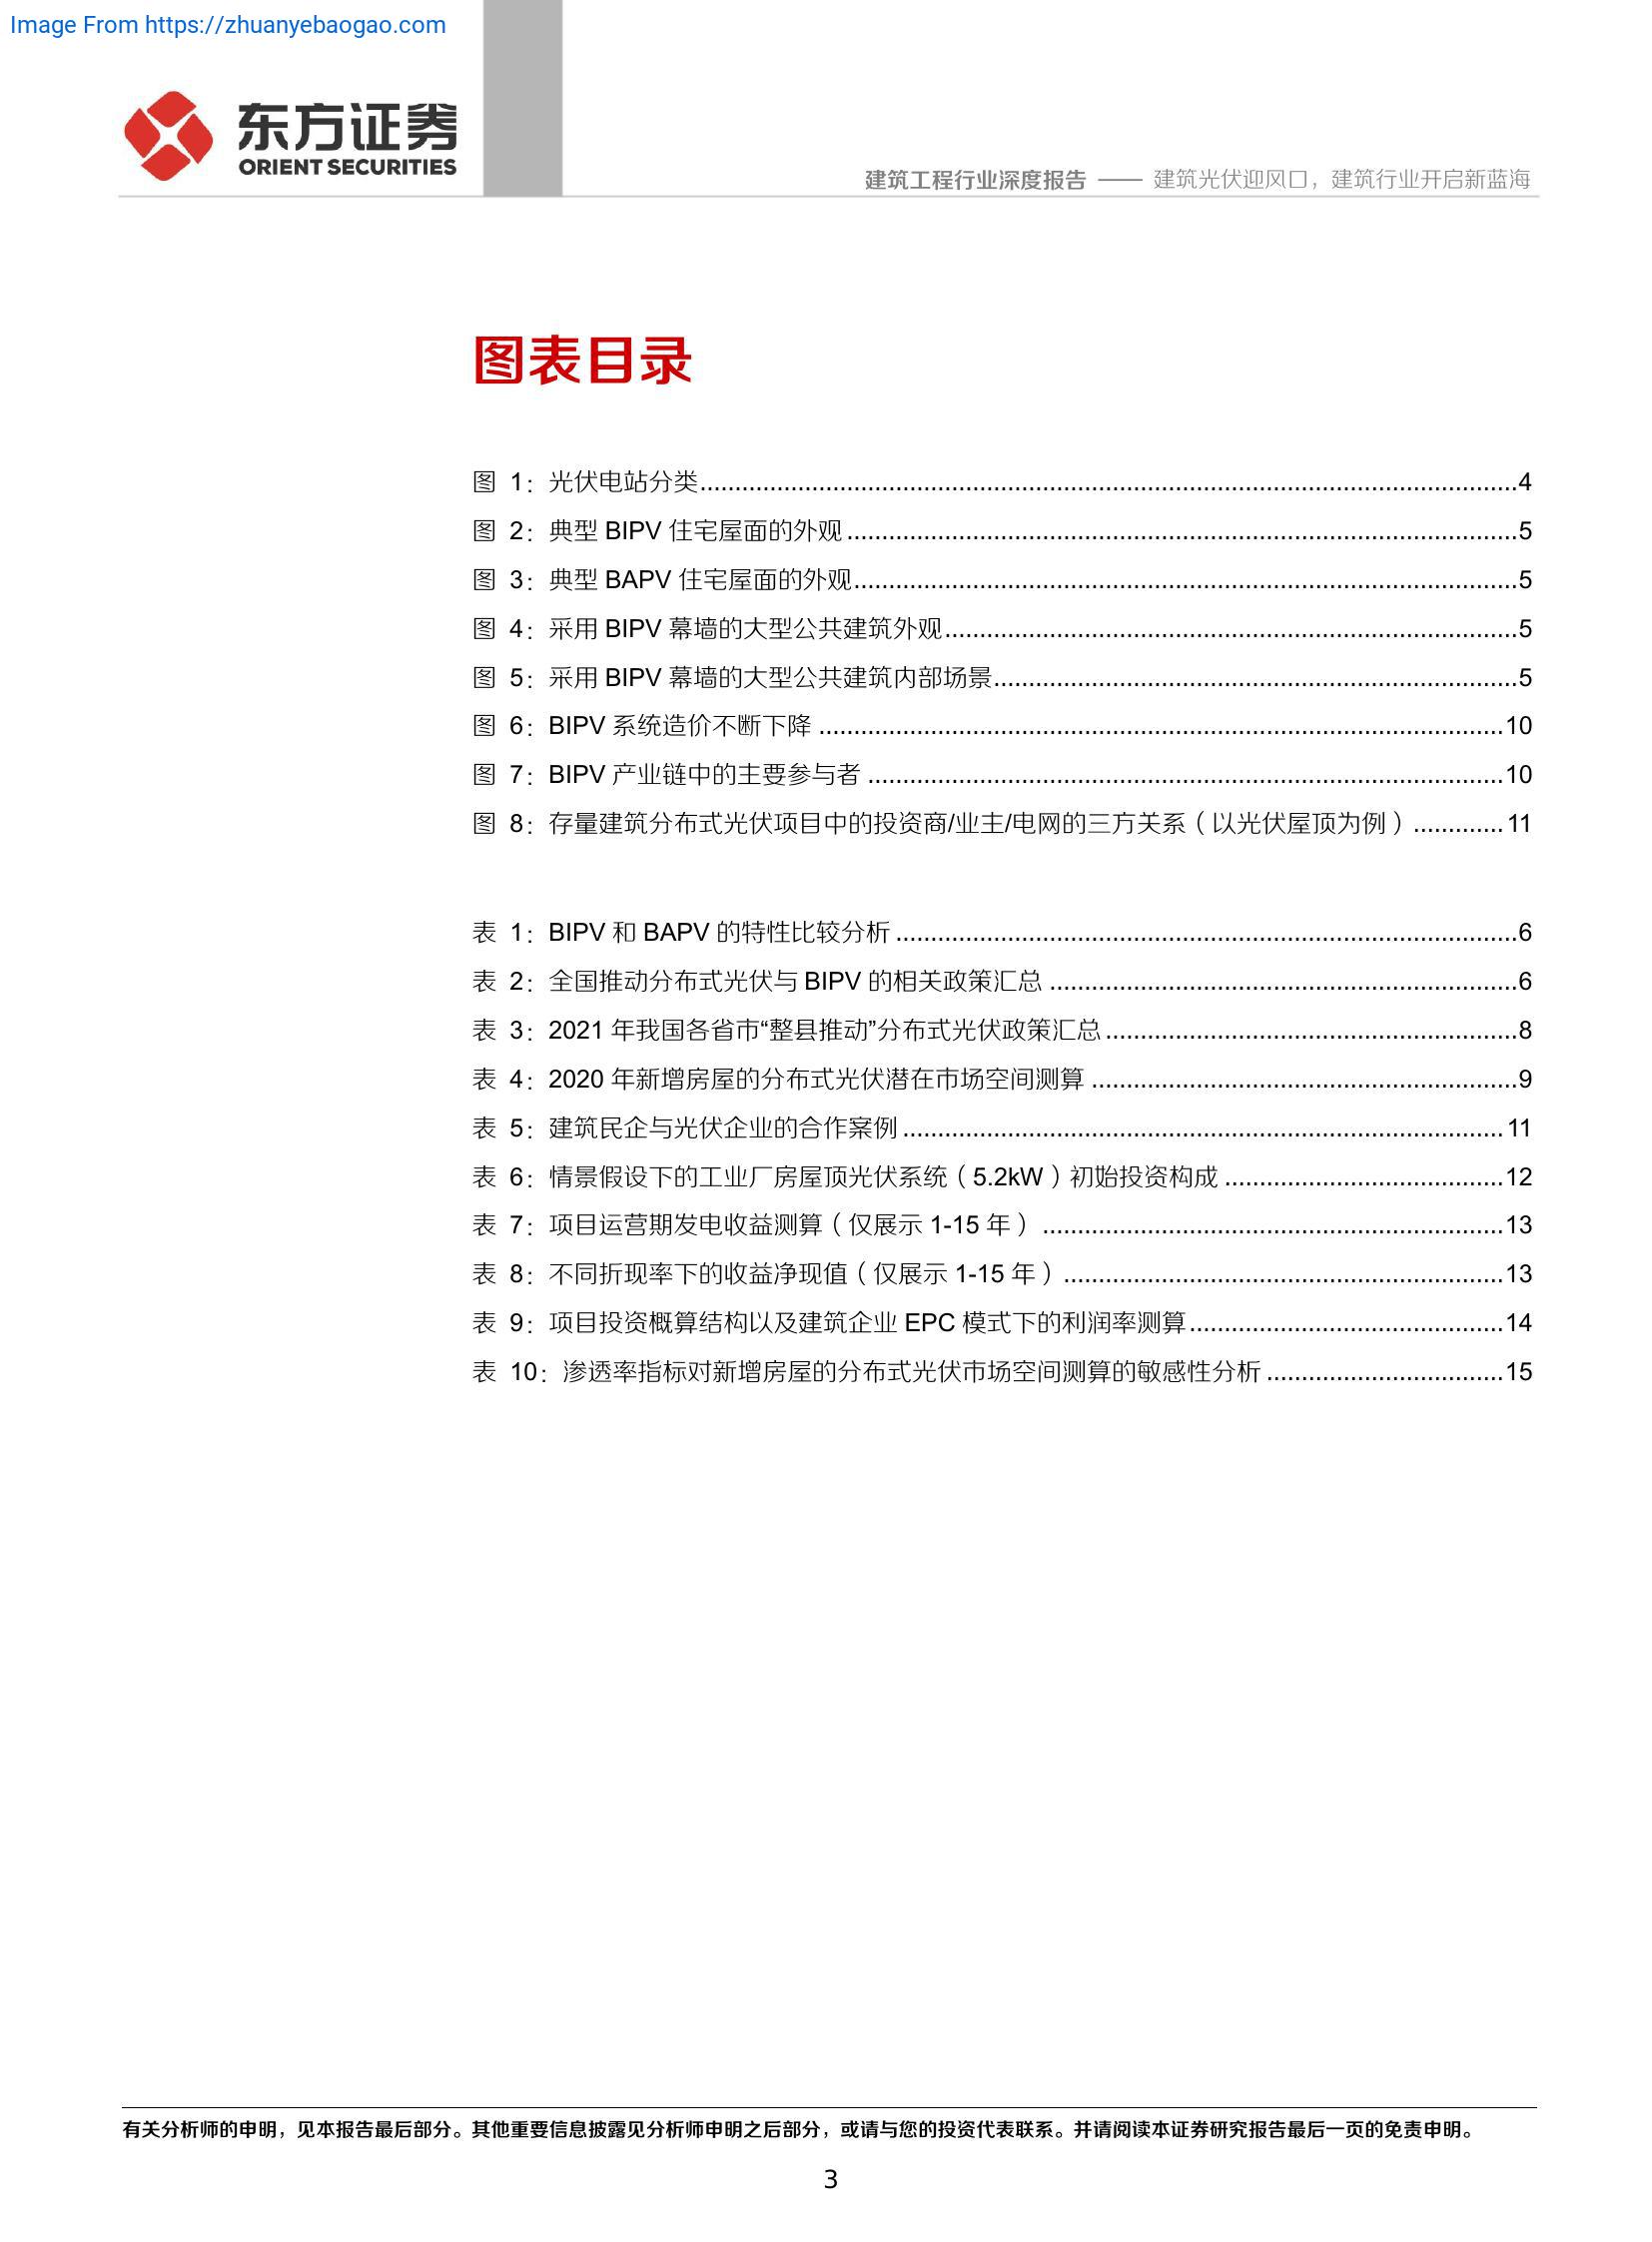 Image From https://zhuanyebaogao.com
东方证券
ORIENT SECURITIES
建筑工程行业深度报告 —— 建筑光伏迎风口，建筑行业开启新蓝海
图表目录
图 1：光伏电站分类....................4
图 2：典型 BIPV 住宅屋面的外观....................5
图 3：典型 BAPV 住宅屋面的外观....................5
图 4：采用 BIPV 幕墙的大型公共建筑外观....................5
图 5：采用 BIPV 幕墙的大型公共建筑内部场景....................5
图 6：BIPV 系统造价不断下降 ....................10
图 7：BIPV 产业链中的主要参与者 ....................10
图 8：存量建筑分布式光伏项目中的投资商/业主/电网的三方关系（以光伏屋顶为例）.............11
表 1：BIPV 和 BAPV 的特性比较分析 ....................6
表 2：全国推动分布式光伏与 BIPV 的相关政策汇总 ....................6
表 3：2021 年我国各省市“整县推动”分布式光伏政策汇总....................8
表 4：2020 年新增房屋的分布式光伏潜在市场空间测算 ....................9
表 5：建筑民企与光伏企业的合作案例....................11
表 6：情景假设下的工业厂房屋顶光伏系统（5.2kW）初始投资构成 ....................12
表 7：项目运营期发电收益测算（仅展示 1-15 年）....................13
表 8：不同折现率下的收益净现值（仅展示 1-15 年）....................13
表 9：项目投资概算结构以及建筑企业 EPC 模式下的利润率测算....................14
表 10：渗透率指标对新增房屋的分布式光伏市场空间测算的敏感性分析 ....................15
有关分析师的申明，见本报告最后部分。其他重要信息披露见分析师申明之后部分，或请与您的投资代表联系。并请阅读本证券研究报告最后一页的免责申明。
3